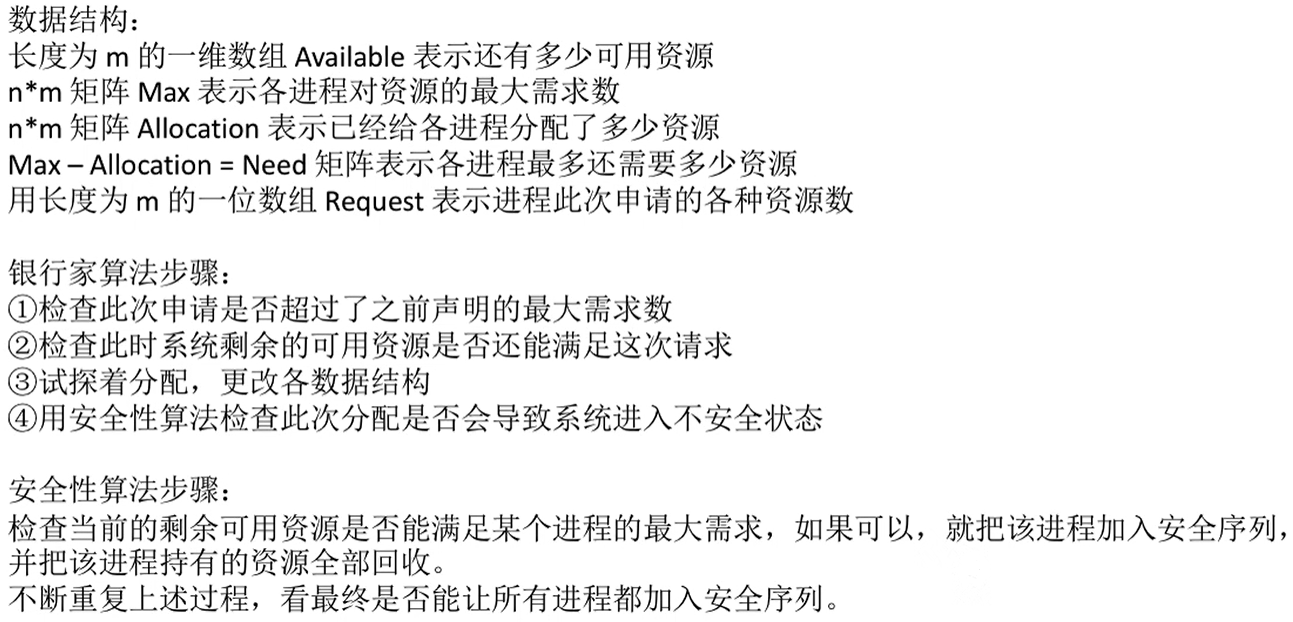 数据结构：
长度为 m 的一维数组 Available 表示还有多少可用资源
n*m 矩阵 Max 表示各进程对资源的最大需求数
n*m 矩阵 Allocation 表示已经给各进程分配了多少资源
Max – Allocation = Need 矩阵表示各进程最多还需要多少资源
用长度为 m 的一位数组 Request 表示进程此次申请的各种资源数
银行家算法步骤：
①检查此次申请是否超过了之前声明的最大需求数
②检查此时系统剩余的可用资源是否还能满足这次请求
③试探着分配，更改各数据结构
④用安全性算法检查此次分配是否会导致系统进入不安全状态
安全性算法步骤：
检查当前的剩余可用资源是否能满足某个进程的最大需求，如果可以，就把该进程加入安全序列，
并把该进程持有的资源全部回收。
不断重复上述过程，看最终是否能让所有进程都加入安全序列。